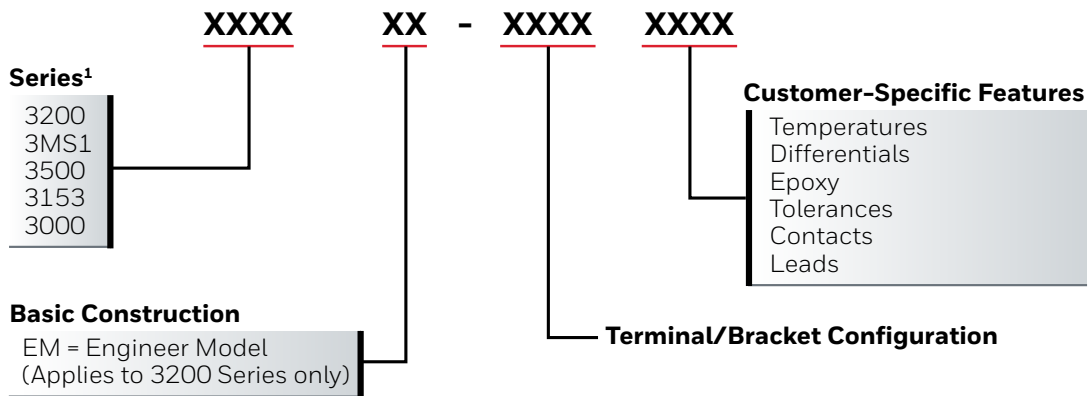 XXXX XX - XXXX XXXX
Series¹
3200
3MS1
3500
3153
3000
Customer-Specific Features
Temperatures
Differentials
Epoxy
Tolerances
Contacts
Leads
Basic Construction
EM = Engineer Model
(Applies to 3200 Series only)
Terminal/Bracket Configuration